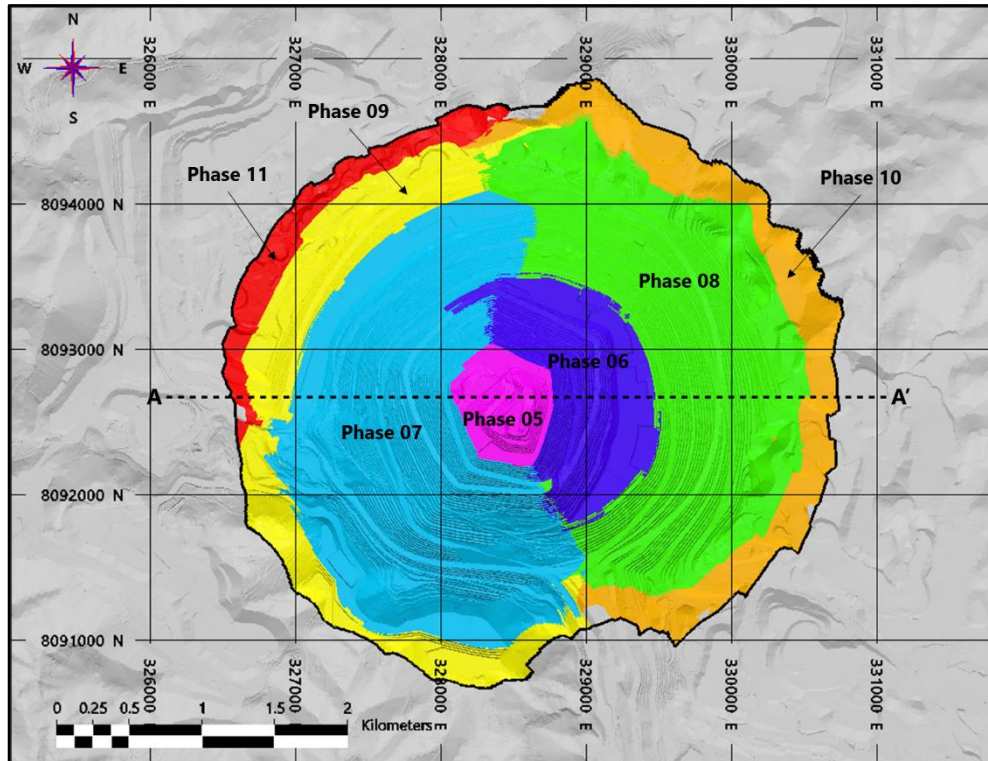 N
W E
S
326000 E
327000 E
328000 E
329000 E
330000 E
331000 E
Phase 09
Phase 11
Phase 10
8094000 N
Phase 08
8093000 N
Phase 06
A A'
Phase 05
Phase 07
8092000 N
8091000 N
326000 E
327000 E
328000 E
329000 E
330000 E
331000 E
0 0.25 0.5 1 1.5 2
Kilometers